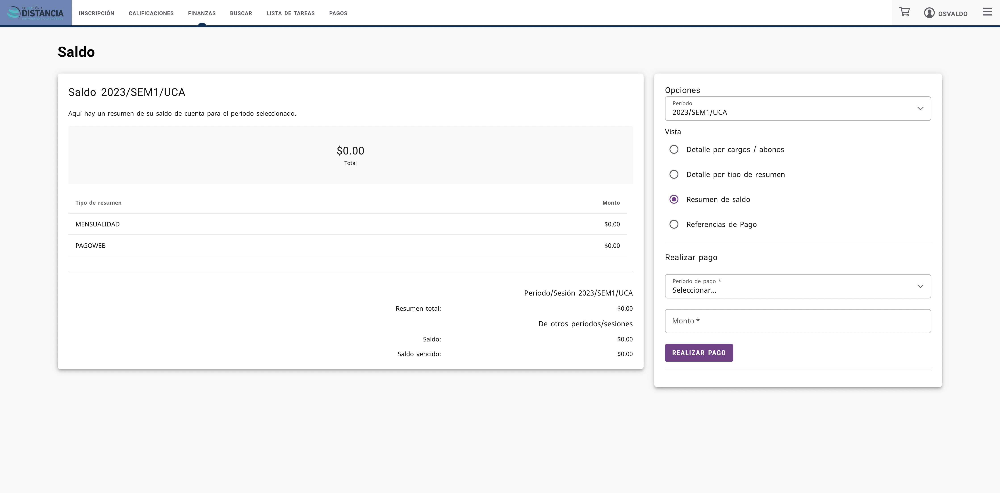 EDUCACIÓN A
DISTANCIA
UNIVERSIDAD CUAUHTÉMOC
INSCRIPCIÓN
CALIFICACIONES
FINANZAS
BUSCAR
LISTA DE TAREAS
PAGOS
OSVALDO
Saldo
Saldo 2023/SEM1/UCA
Aquí hay un resumen de su saldo de cuenta para el período seleccionado.
$0.00
Total
Tipo de resumen Monto
MENSUALIDAD $0.00
PAGOWEB $0.00
Período/Sesión 2023/SEM1/UCA
Resumen total: $0.00
De otros períodos/sesiones
Saldo: $0.00
Saldo vencido: $0.00
Opciones
Período
2023/SEM1/UCA
Vista
Detalle por cargos / abonos
Detalle por tipo de resumen
Resumen de saldo
Referencias de Pago
Realizar pago
Período de pago *
Seleccionar...
Monto *
REALIZAR PAGO